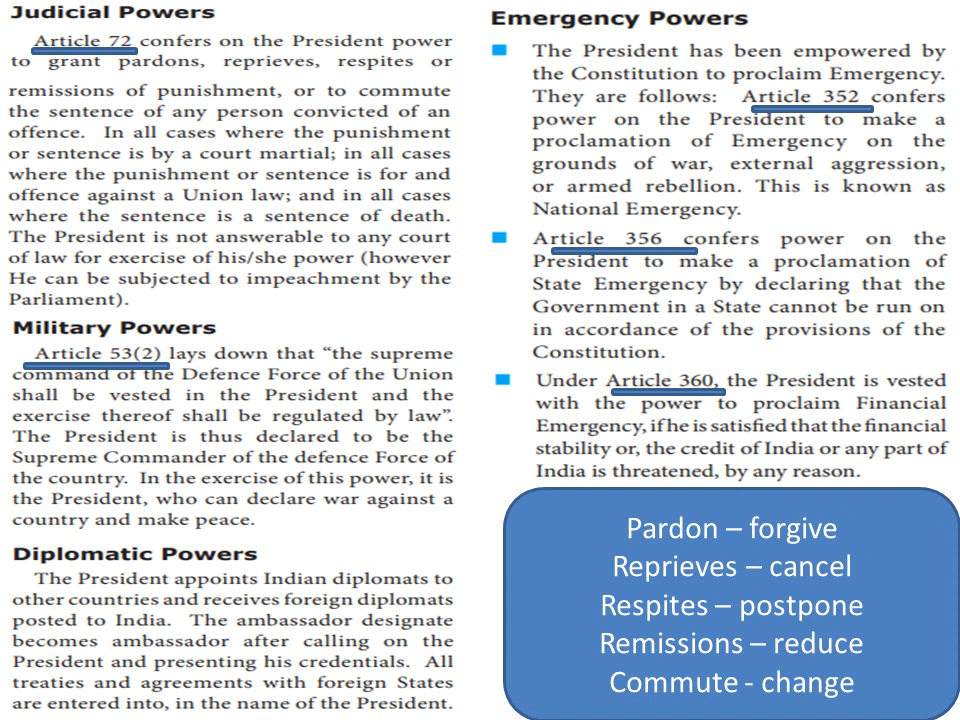 Judicial Powers
Article 72 confers on the President power
to grant pardons, reprieves, respites or
remissions of punishment, or to commute
the sentence of any person convicted of an
offence. In all cases where the punishment
or sentence is by a court martial; in all cases
where the punishment or sentence is for and
offence against a Union law; and in all cases
where the sentence is a sentence of death.
The President is not answerable to any court
of law for exercise of his/she power (however
He can be subjected to impeachment by the
Parliament).
Military Powers
Article 53(2) lays down that “the supreme
command of the Defence Force of the Union
shall be vested in the President and the
exercise thereof shall be regulated by law”.
The President is thus declared to be the
Supreme Commander of the defence Force of
the country. In the exercise of this power, it is
the President, who can declare war against a
country and make peace.
Diplomatic Powers
The President appoints Indian diplomats to
other countries and receives foreign diplomats
posted to India. The ambassador designate
becomes ambassador after calling on the
President and presenting his credentials. All
treaties and agreements with foreign States
are entered into, in the name of the President.
Emergency Powers
The President has been empowered by
the Constitution to proclaim Emergency.
They are follows: Article 352 confers
power on the President to make a
proclamation of Emergency on the
grounds of war, external aggression,
or armed rebellion. This is known as
National Emergency.
Article 356 confers power on the
President to make a proclamation of
State Emergency by declaring that the
Government in a State cannot be run on
in accordance of the provisions of the
Constitution.
Under Article 360, the President is vested
with the power to proclaim Financial
Emergency, if he is satisfied that the financial
stability or, the credit of India or any part of
India is threatened, by any reason.
Pardon – forgive
Reprieves – cancel
Respites – postpone
Remissions – reduce
Commute - change